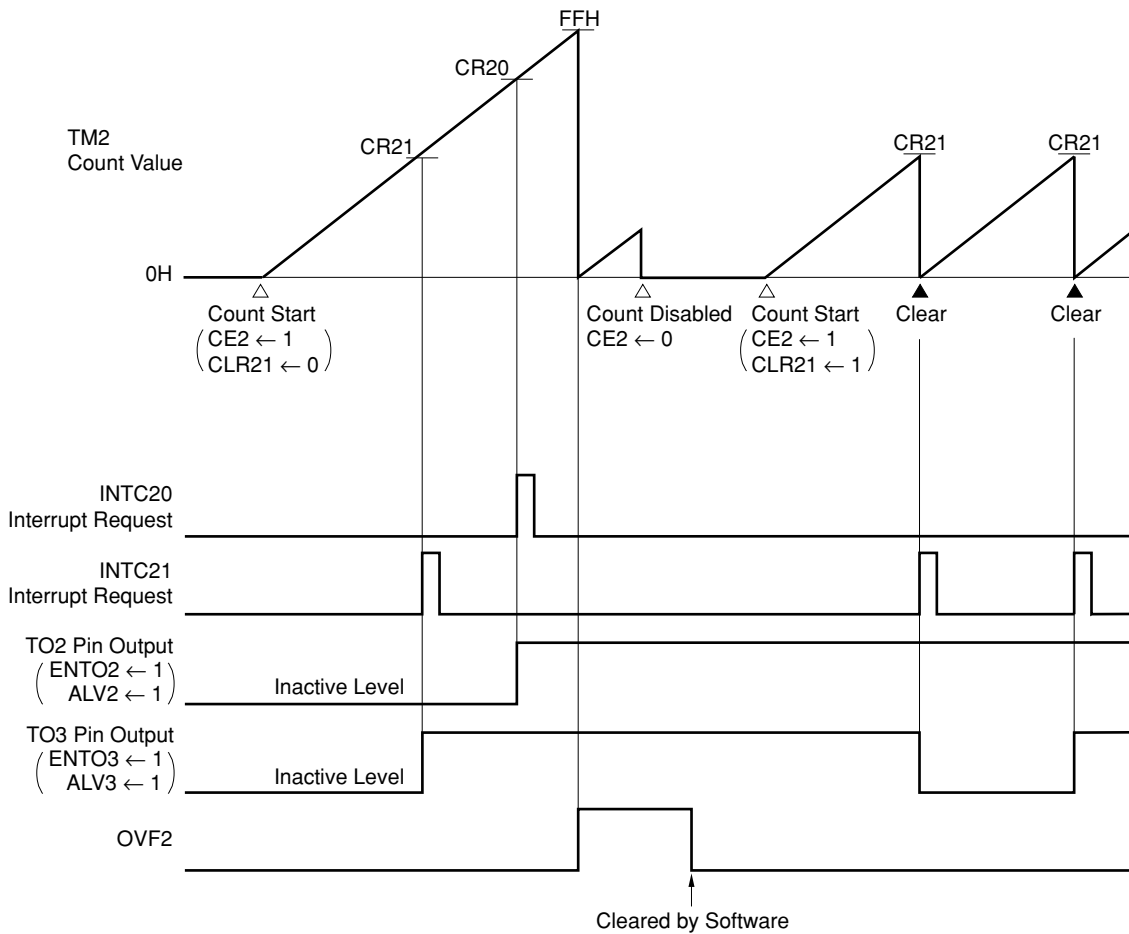 FFH
CR20
CR21
TM2
Count Value
CR21
CR21
0H
Count Start
CE2 ← 1
CLR21 ← 0
Count Disabled
CE2 ← 0
Count Start
CE2 ← 1
CLR21 ← 1
Clear
Clear
INTC20
Interrupt Request
INTC21
Interrupt Request
TO2 Pin Output
ENTO2 ← 1
ALV2 ← 1
Inactive Level
TO3 Pin Output
ENTO3 ← 1
ALV3 ← 1
Inactive Level
OVF2
Cleared by Software